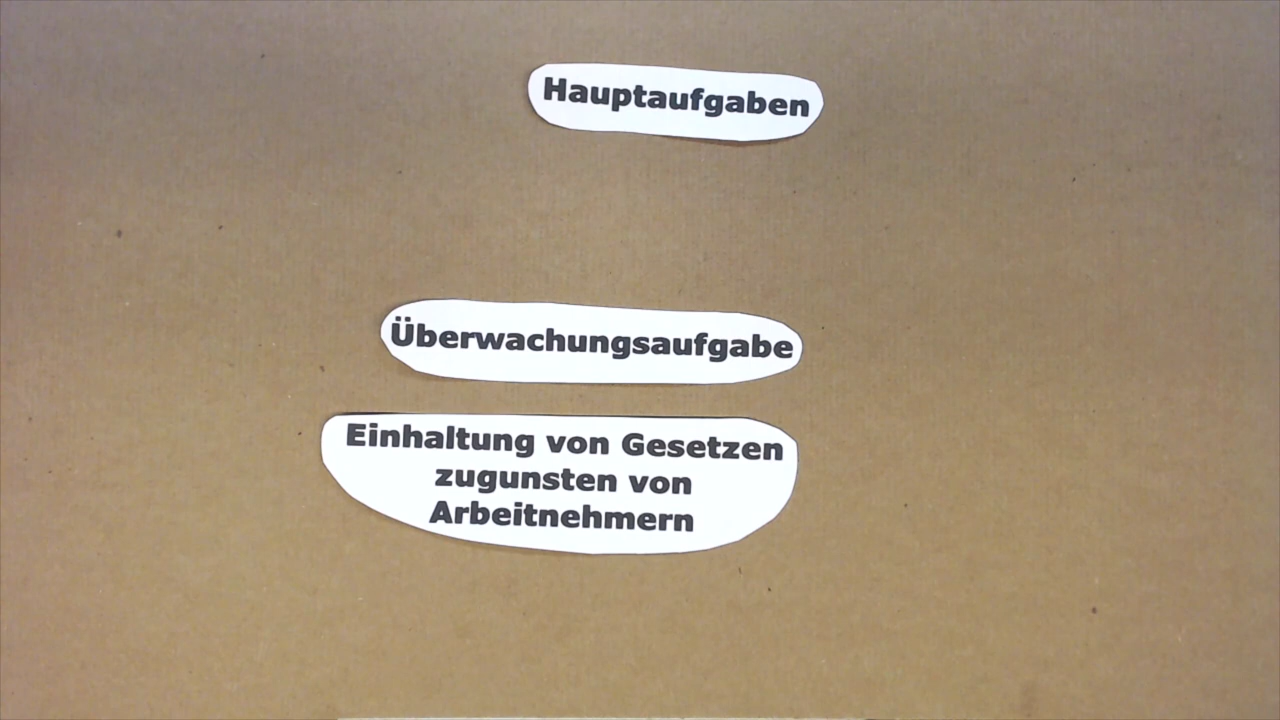 Hauptaufgaben
Überwachungsaufgabe
Einhaltung von Gesetzen
zugunsten von
Arbeitnehmern